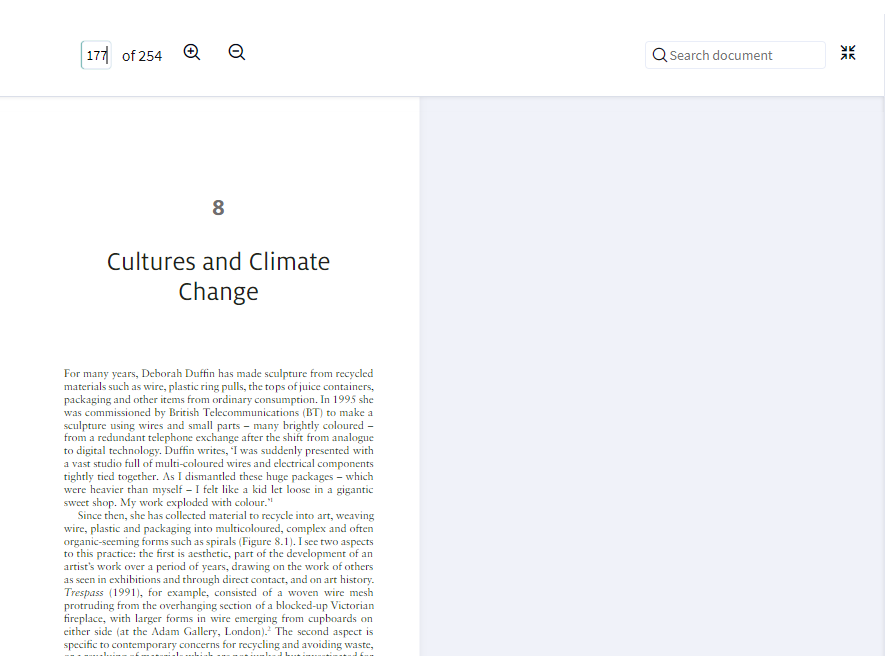 177 of 254
Search document
8
Cultures and Climate
Change
For many years, Deborah Duffin has made sculpture from recycled
materials such as wire, plastic ring pulls, the tops of juice containers,
packaging and other items from ordinary consumption. In 1995 she
was commissioned by British Telecommunications (BT) to make a
sculpture using wires and small parts – many brightly coloured –
from a redundant telephone exchange after the shift from analogue
to digital technology. Duffin writes, ‘I was suddenly presented with
a vast studio full of multi-coloured wires and electrical components
tightly tied together. As I dismantled these huge packages – which
were heavier than myself – I felt like a kid let loose in a gigantic
sweet shop. My work exploded with colour.’¹
Since then, she has collected material to recycle into art, weaving
wire, plastic and packaging into multicoloured, complex and often
organic-seeming forms such as spirals (Figure 8.1). I see two aspects
to this practice: the first is aesthetic, part of the development of an
artist’s work over a period of years, drawing on the work of others
as seen in exhibitions and through direct contact, and on art history.
Trespass (1991), for example, consisted of a woven wire mesh
protruding from the overhanging section of a blocked-up Victorian
fireplace, with larger forms in wire emerging from cupboards on
either side (at the Adam Gallery, London).² The second aspect is
specific to contemporary concerns for recycling and avoiding waste,